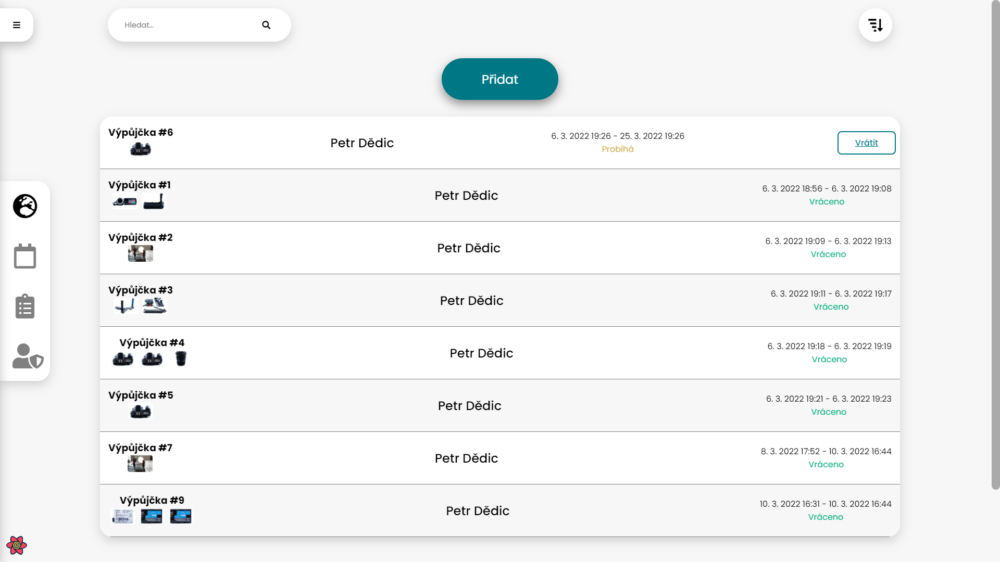 Hledat...
Přidat
Výpůjčka #6
Petr Dědic
6. 3. 2022 19:26 - 25. 3. 2022 19:26
Probíhá
Vrátit
Výpůjčka #1
Petr Dědic
6. 3. 2022 18:56 - 6. 3. 2022 19:08
Vráceno
Výpůjčka #2
Petr Dědic
6. 3. 2022 19:09 - 6. 3. 2022 19:13
Vráceno
Výpůjčka #3
Petr Dědic
6. 3. 2022 19:11 - 6. 3. 2022 19:17
Vráceno
Výpůjčka #4
Petr Dědic
6. 3. 2022 19:18 - 6. 3. 2022 19:19
Vráceno
Výpůjčka #5
Petr Dědic
6. 3. 2022 19:21 - 6. 3. 2022 19:23
Vráceno
Výpůjčka #7
Petr Dědic
8. 3. 2022 17:52 - 10. 3. 2022 16:44
Vráceno
Výpůjčka #9
Petr Dědic
10. 3. 2022 16:31 - 10. 3. 2022 16:44
Vráceno